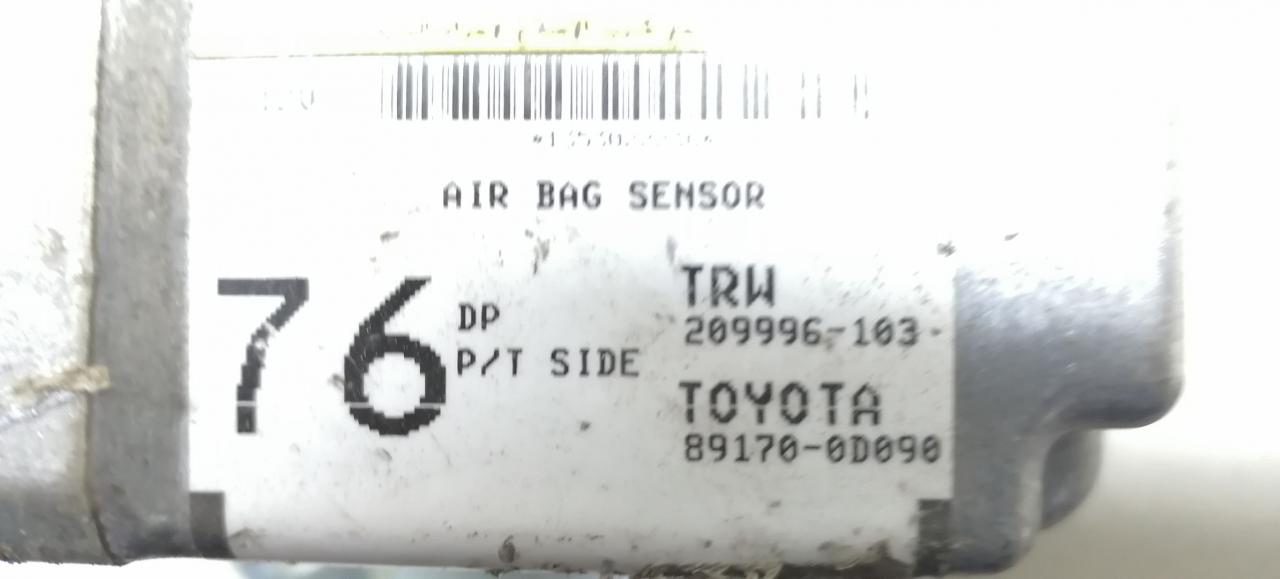 AIR BAG SENSOR
76
DP
P/T SIDE
TRW
209996-103
TOYOTA
89170-0D090